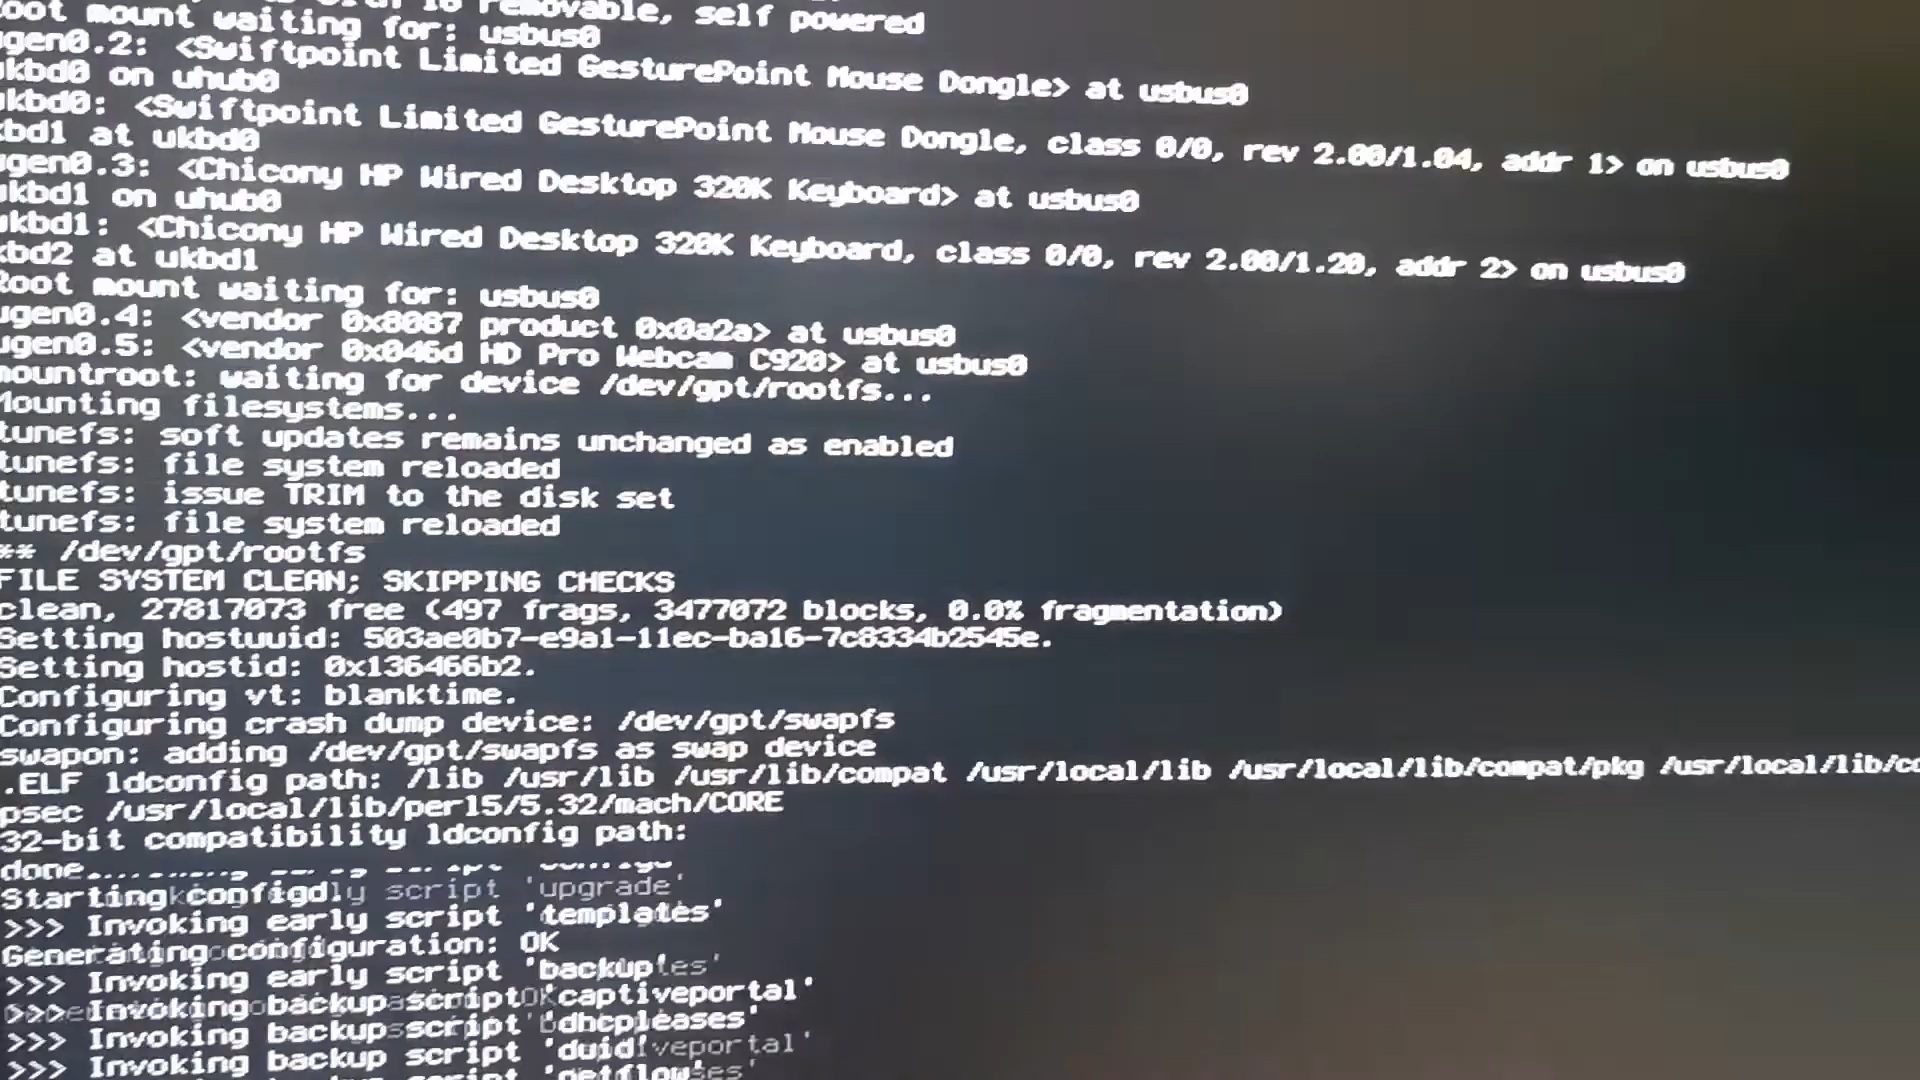 removable, self powered
oot mount waiting for: usbus0
ugen0.2: <Swiftpoint Limited GesturePoint Mouse Dongle> at usbus0
ukbd0 on uhub0
ukbd0: <Swiftpoint Limited GesturePoint Mouse Dongle, class 0/0, rev 2.00/1.04, addr 1> on usbus0
kbd1 at ukbd0
ugen0.3: <Chicony HP Wired Desktop 320K Keyboard> at usbus0
ukbd1 on uhub0
ukbd1: <Chicony HP Wired Desktop 320K Keyboard, class 0/0, rev 2.00/1.20, addr 2> on usbus0
kbd2 at ukbd1
Root mount waiting for: usbus0
ugen0.4: <vendor 0x8087 product 0x0a2a> at usbus0
ugen0.5: <vendor 0x046d HD Pro Webcam C920> at usbus0
mountroot: waiting for device /dev/gpt/rootfs...
Mounting filesystems...
tunefs: soft updates remains unchanged as enabled
tunefs: file system reloaded
tunefs: issue TRIM to the disk set
tunefs: file system reloaded
** /dev/gpt/rootfs
FILE SYSTEM CLEAN; SKIPPING CHECKS
clean, 27817073 free (497 frags, 3477072 blocks, 0.0% fragmentation)
Setting hostuuid: 503ae0b7-e9a1-11ec-ba16-7c8334b2545e.
Setting hostid: 0x136466b2.
Configuring vt: blanktime.
Configuring crash dump device: /dev/gpt/swapfs
swapon: adding /dev/gpt/swapfs as swap device
.ELF ldconfig path: /lib /usr/lib /usr/lib/compat /usr/local/lib /usr/local/lib/compat/pkg /usr/local/lib/co
psec /usr/local/lib/perl5/5.32/mach/CORE
32-bit compatibility ldconfig path:
done.
Starting configd.
>>> Invoking early script 'templates'
Generating configuration: OK
>>> Invoking early script 'backup'
>>> Invoking backup script 'captiveportal'
>>> Invoking backup script 'dhcpleases'
>>> Invoking backup script 'duid'
script 'netflow'